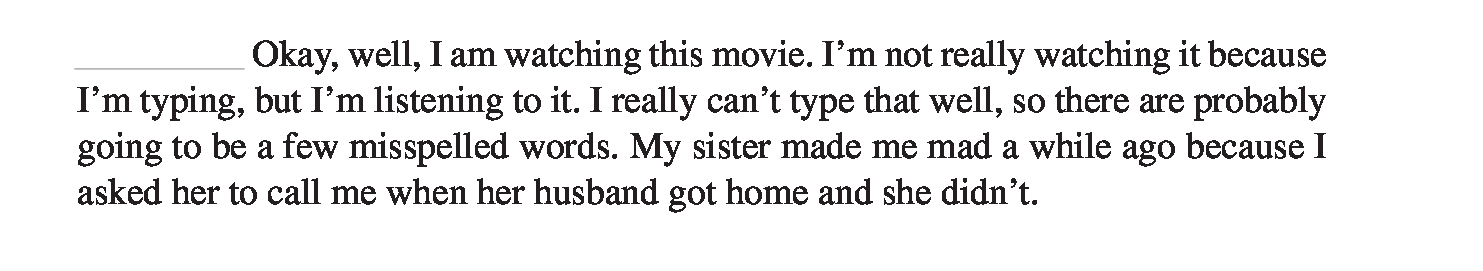 __________ Okay, well, I am watching this movie. I’m not really watching it because
I’m typing, but I’m listening to it. I really can’t type that well, so there are probably
going to be a few misspelled words. My sister made me mad a while ago because I
asked her to call me when her husband got home and she didn’t.